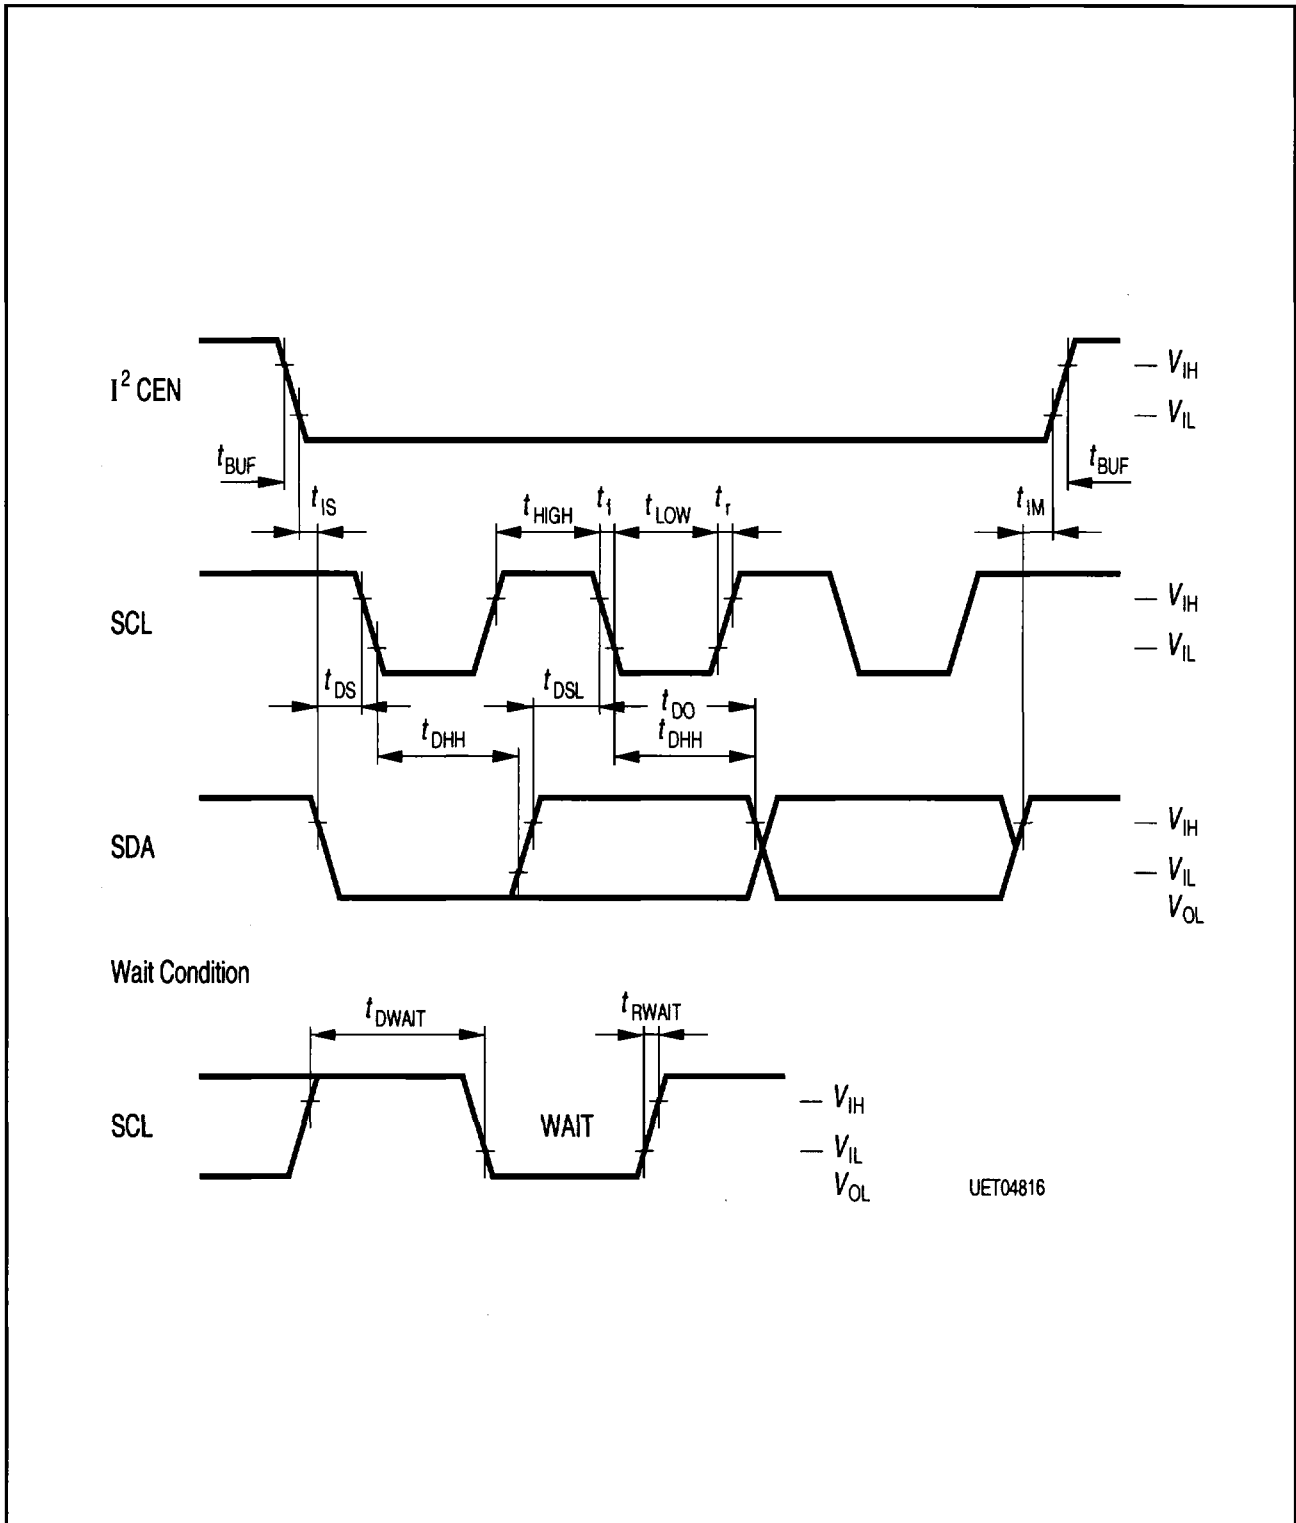 I² CEN
V_IH
V_IL
t_BUF
t_BUF
t_IS
t_HIGH
t_f
t_LOW
t_r
t_IM
SCL
V_IH
V_IL
t_DS
t_DSL
t_DO
t_DHH
t_DHH
SDA
V_IH
V_IL
V_OL
Wait Condition
t_DWAIT
t_RWAIT
SCL
WAIT
V_IH
V_IL
V_OL
UET04816